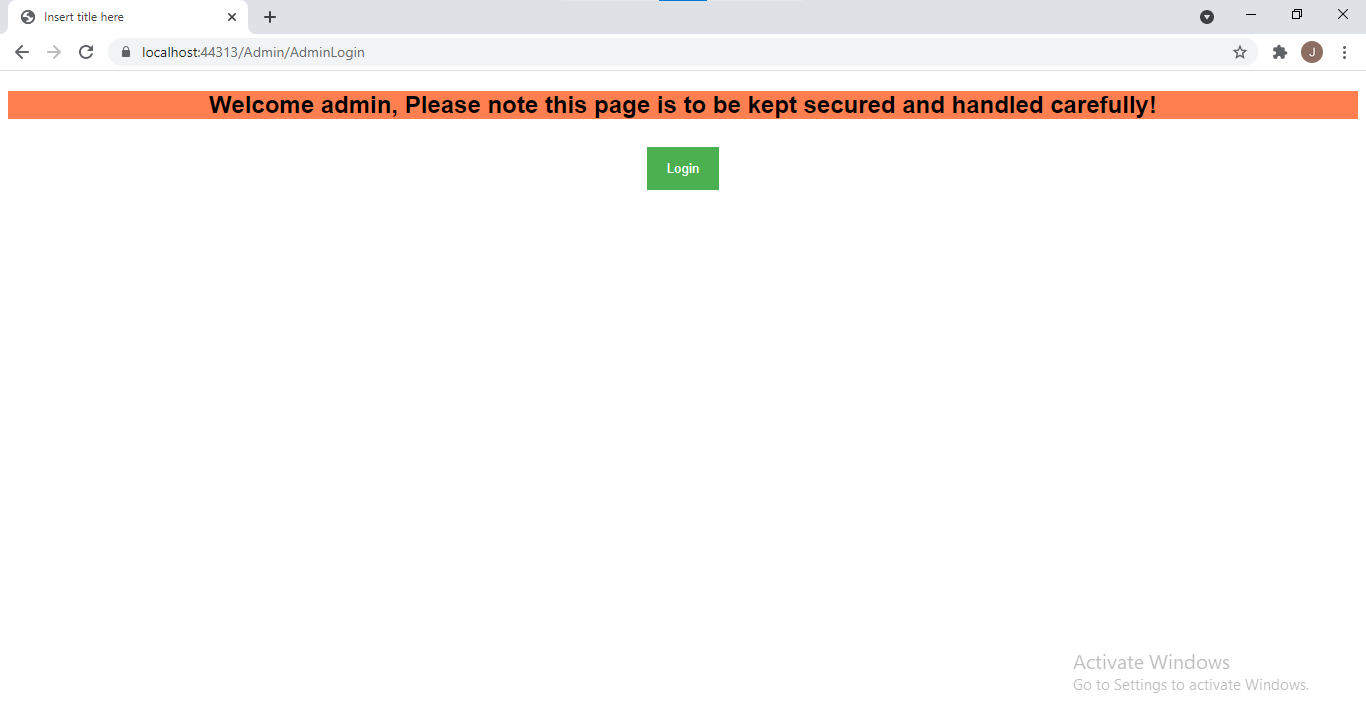 Insert title here
localhost:44313/Admin/AdminLogin
J
Welcome admin, Please note this page is to be kept secured and handled carefully!
Login
Activate Windows
Go to Settings to activate Windows.